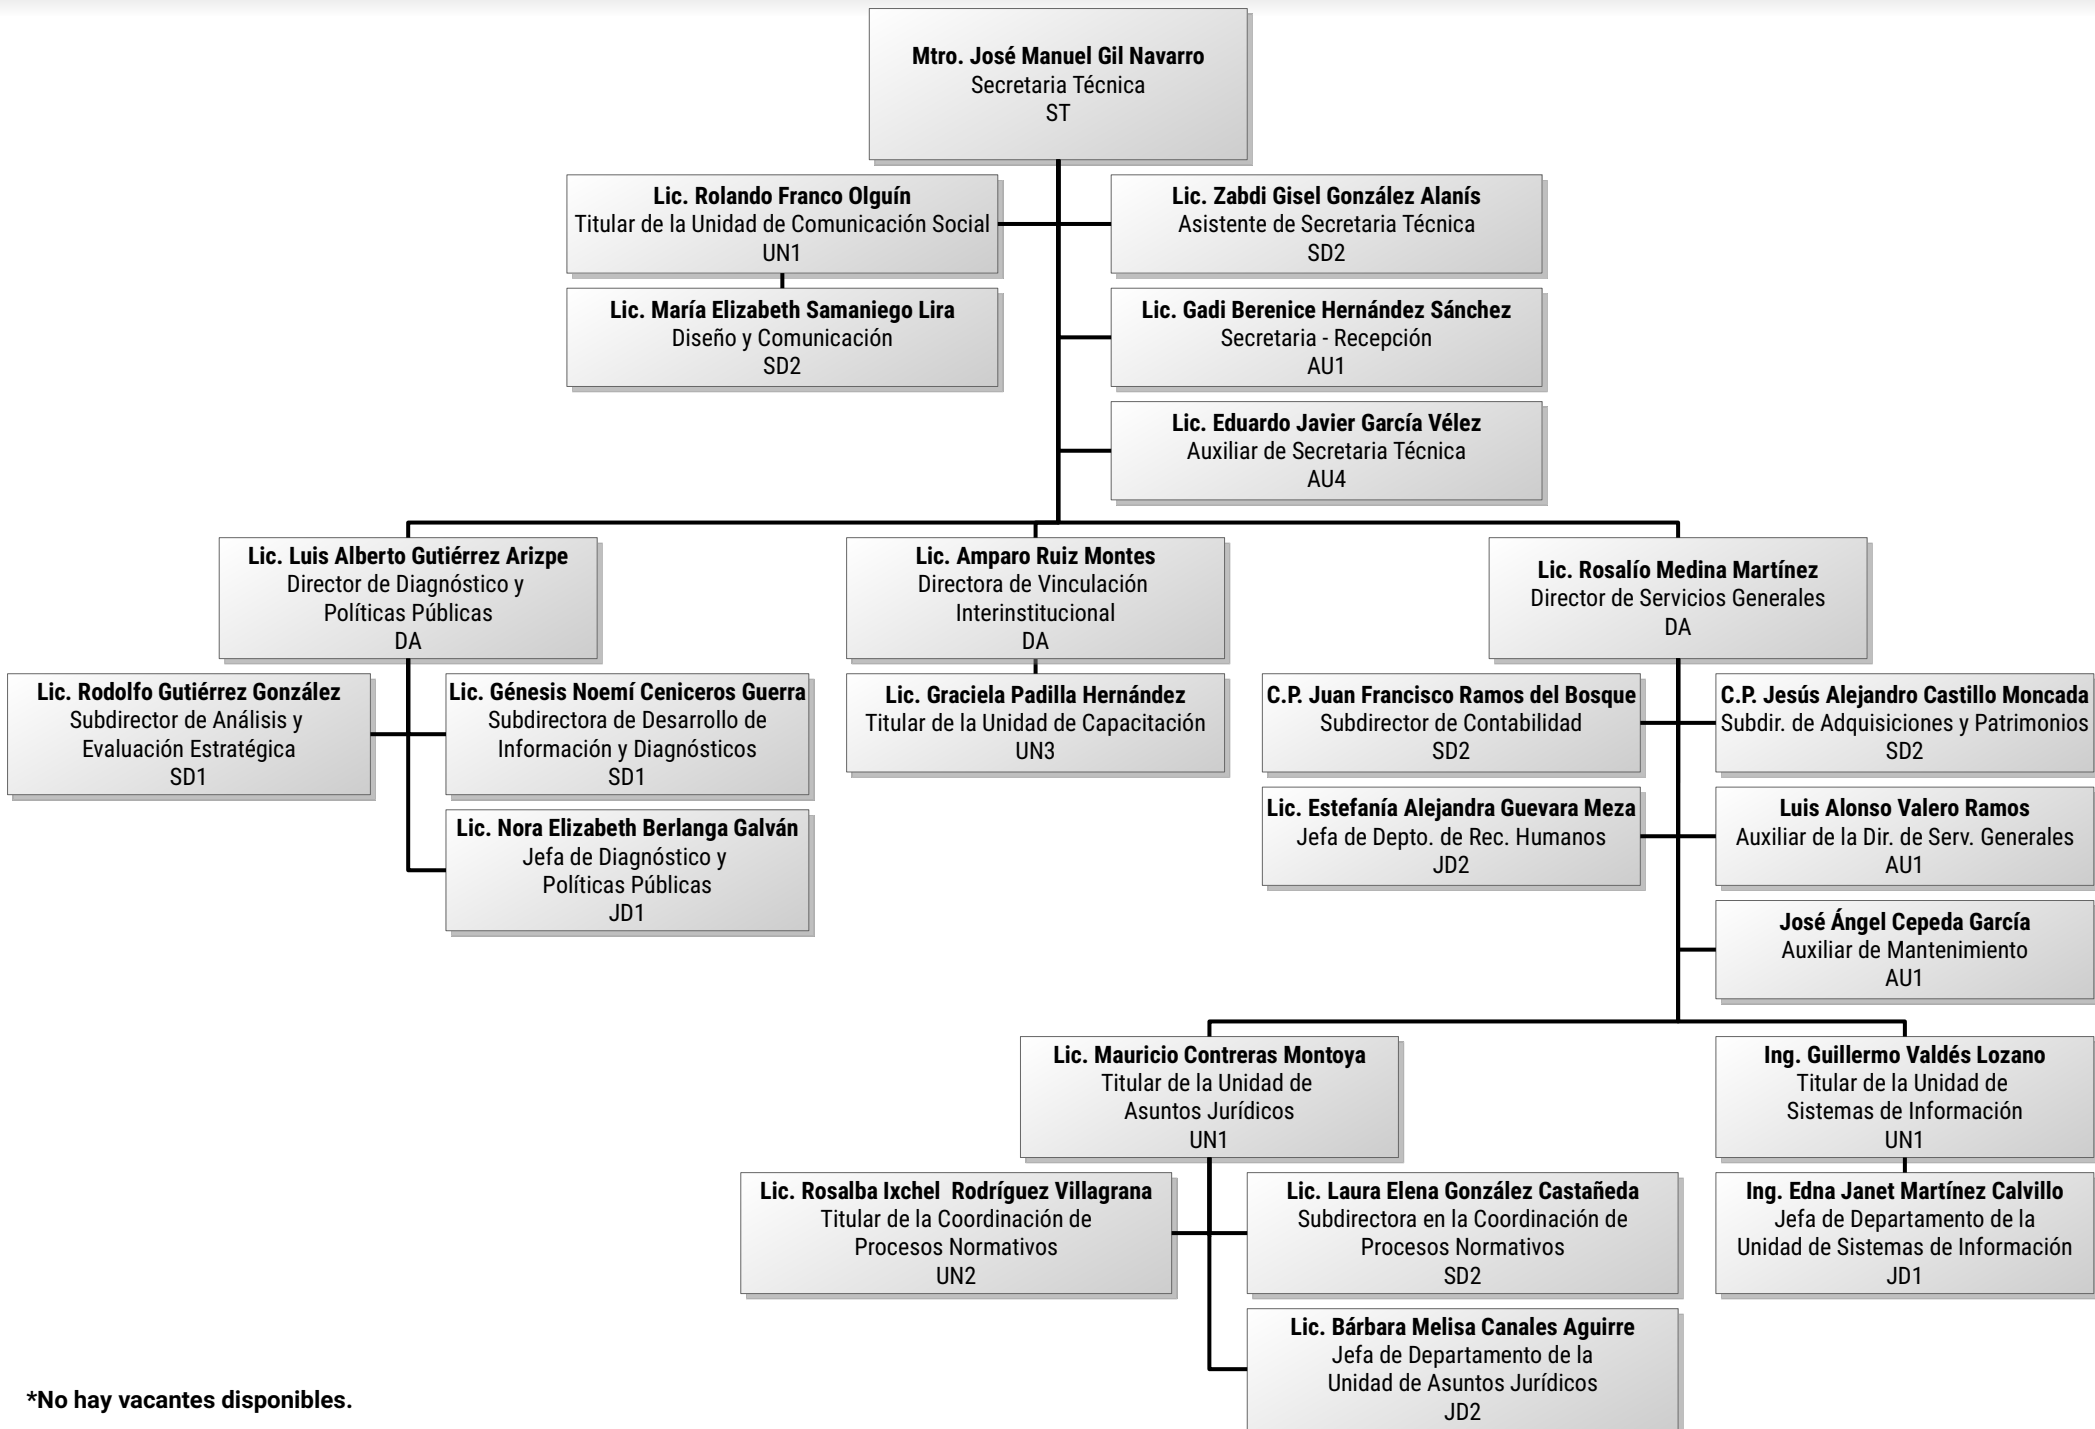 Mtro. José Manuel Gil Navarro
Secretaria Técnica
ST
Lic. Rolando Franco Olguín
Titular de la Unidad de Comunicación Social
UN1
Lic. Zabdi Gisel González Alanís
Asistente de Secretaria Técnica
SD2
Lic. María Elizabeth Samaniego Lira
Diseño y Comunicación
SD2
Lic. Gadi Berenice Hernández Sánchez
Secretaria - Recepción
AU1
Lic. Eduardo Javier García Vélez
Auxiliar de Secretaria Técnica
AU4
Lic. Luis Alberto Gutiérrez Arizpe
Director de Diagnóstico y
Políticas Públicas
DA
Lic. Amparo Ruiz Montes
Directora de Vinculación
Interinstitucional
DA
Lic. Rosalío Medina Martínez
Director de Servicios Generales
DA
Lic. Rodolfo Gutiérrez González
Subdirector de Análisis y
Evaluación Estratégica
SD1
Lic. Génesis Noemí Ceniceros Guerra
Subdirectora de Desarrollo de
Información y Diagnósticos
SD1
Lic. Graciela Padilla Hernández
Titular de la Unidad de Capacitación
UN3
C.P. Juan Francisco Ramos del Bosque
Subdirector de Contabilidad
SD2
C.P. Jesús Alejandro Castillo Moncada
Subdir. de Adquisiciones y Patrimonios
SD2
Lic. Nora Elizabeth Berlanga Galván
Jefa de Diagnóstico y
Políticas Públicas
JD1
Lic. Estefanía Alejandra Guevara Meza
Jefa de Depto. de Rec. Humanos
JD2
Luis Alonso Valero Ramos
Auxiliar de la Dir. de Serv. Generales
AU1
José Ángel Cepeda García
Auxiliar de Mantenimiento
AU1
Lic. Mauricio Contreras Montoya
Titular de la Unidad de
Asuntos Jurídicos
UN1
Ing. Guillermo Valdés Lozano
Titular de la Unidad de
Sistemas de Información
UN1
Lic. Rosalba Ixchel  Rodríguez Villagrana
Titular de la Coordinación de
Procesos Normativos
UN2
Lic. Laura Elena González Castañeda
Subdirectora en la Coordinación de
Procesos Normativos
SD2
Ing. Edna Janet Martínez Calvillo
Jefa de Departamento de la
Unidad de Sistemas de Información
JD1
Lic. Bárbara Melisa Canales Aguirre
Jefa de Departamento de la
Unidad de Asuntos Jurídicos
JD2
*No hay vacantes disponibles.